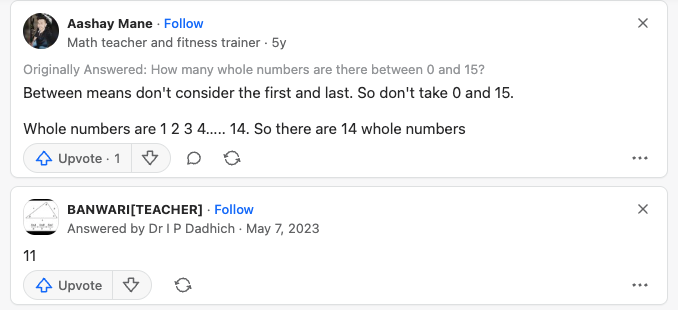 Aashay Mane · Follow
Math teacher and fitness trainer · 5y
Originally Answered: How many whole numbers are there between 0 and 15?
Between means don't consider the first and last. So don't take 0 and 15.
Whole numbers are 1 2 3 4..... 14. So there are 14 whole numbers
Upvote · 1
BANWARI[TEACHER] · Follow
Answered by Dr I P Dadhich · May 7, 2023
11
Upvote